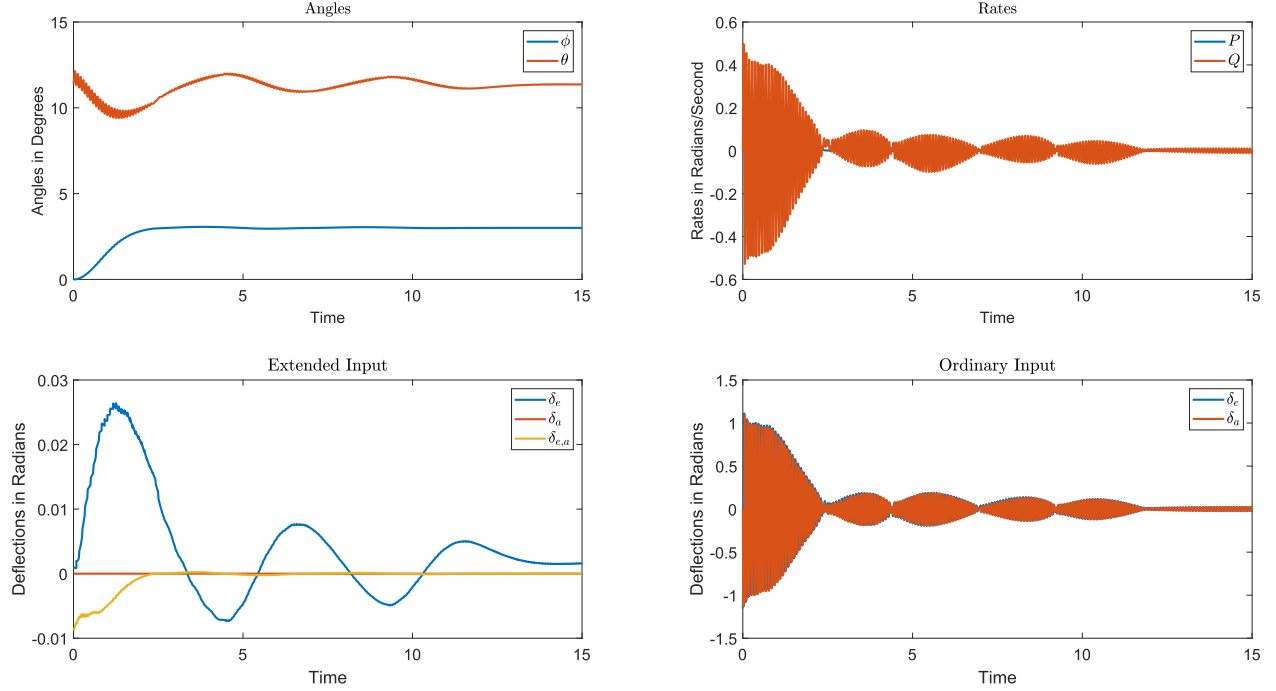 Angles
15
10
5
0
0
5
10
15
Angles in Degrees
Time
ϕ
θ
Rates
0.6
0.4
0.2
0
-0.2
-0.4
-0.6
0
5
10
15
Rates in Radians/Second
Time
P
Q
Extended Input
0.03
0.02
0.01
0
-0.01
0
5
10
15
Deflections in Radians
Time
δe
δa
δe,a
Ordinary Input
1.5
1
0.5
0
-0.5
-1
-1.5
0
5
10
15
Deflections in Radians
Time
δe
δa